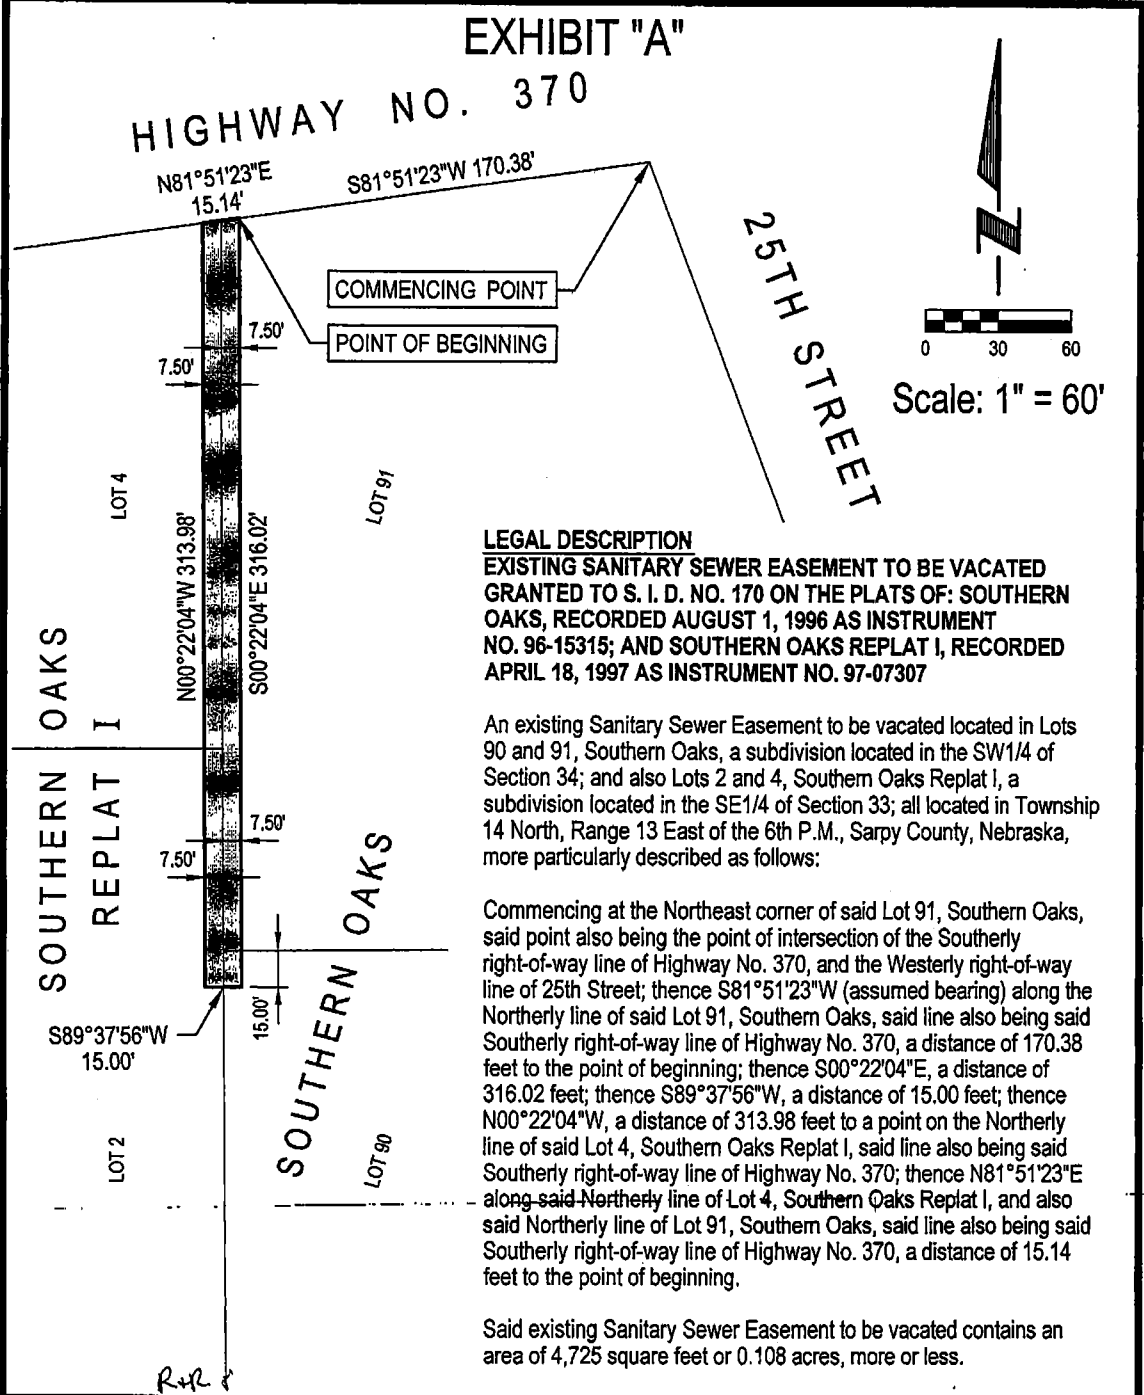 EXHIBIT "A"
HIGHWAY NO. 370
N81°51'23"E
15.14'
S81°51'23"W 170.38'
COMMENCING POINT
POINT OF BEGINNING
25TH STREET
0 30 60
Scale: 1" = 60'
7.50'
7.50'
LOT 4
LOT 91
N00°22'04"W 313.98'
S00°22'04"E 316.02'
SOUTHERN OAKS
REPLAT I
7.50'
7.50'
SOUTHERN OAKS
15.00'
S89°37'56"W
15.00'
LOT 2
LOT 90
LEGAL DESCRIPTION
EXISTING SANITARY SEWER EASEMENT TO BE VACATED
GRANTED TO S. I. D. NO. 170 ON THE PLATS OF: SOUTHERN
OAKS, RECORDED AUGUST 1, 1996 AS INSTRUMENT
NO. 96-15315; AND SOUTHERN OAKS REPLAT I, RECORDED
APRIL 18, 1997 AS INSTRUMENT NO. 97-07307
An existing Sanitary Sewer Easement to be vacated located in Lots
90 and 91, Southern Oaks, a subdivision located in the SW1/4 of
Section 34; and also Lots 2 and 4, Southern Oaks Replat I, a
subdivision located in the SE1/4 of Section 33; all located in Township
14 North, Range 13 East of the 6th P.M., Sarpy County, Nebraska,
more particularly described as follows:
Commencing at the Northeast corner of said Lot 91, Southern Oaks,
said point also being the point of intersection of the Southerly
right-of-way line of Highway No. 370, and the Westerly right-of-way
line of 25th Street; thence S81°51'23"W (assumed bearing) along the
Northerly line of said Lot 91, Southern Oaks, said line also being said
Southerly right-of-way line of Highway No. 370, a distance of 170.38
feet to the point of beginning; thence S00°22'04"E, a distance of
316.02 feet; thence S89°37'56"W, a distance of 15.00 feet; thence
N00°22'04"W, a distance of 313.98 feet to a point on the Northerly
line of said Lot 4, Southern Oaks Replat I, said line also being said
Southerly right-of-way line of Highway No. 370; thence N81°51'23"E
along said Northerly line of Lot 4, Southern Oaks Replat I, and also
said Northerly line of Lot 91, Southern Oaks, said line also being said
Southerly right-of-way line of Highway No. 370, a distance of 15.14
feet to the point of beginning.
Said existing Sanitary Sewer Easement to be vacated contains an
area of 4,725 square feet or 0.108 acres, more or less.